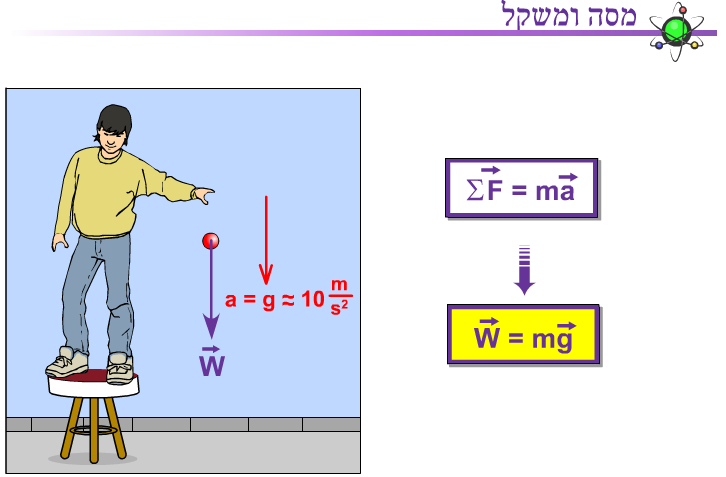 מסה ומשקל
ΣF⃗ = ma⃗
a = g ≈ 10 m/s²
W⃗
W⃗ = mg⃗